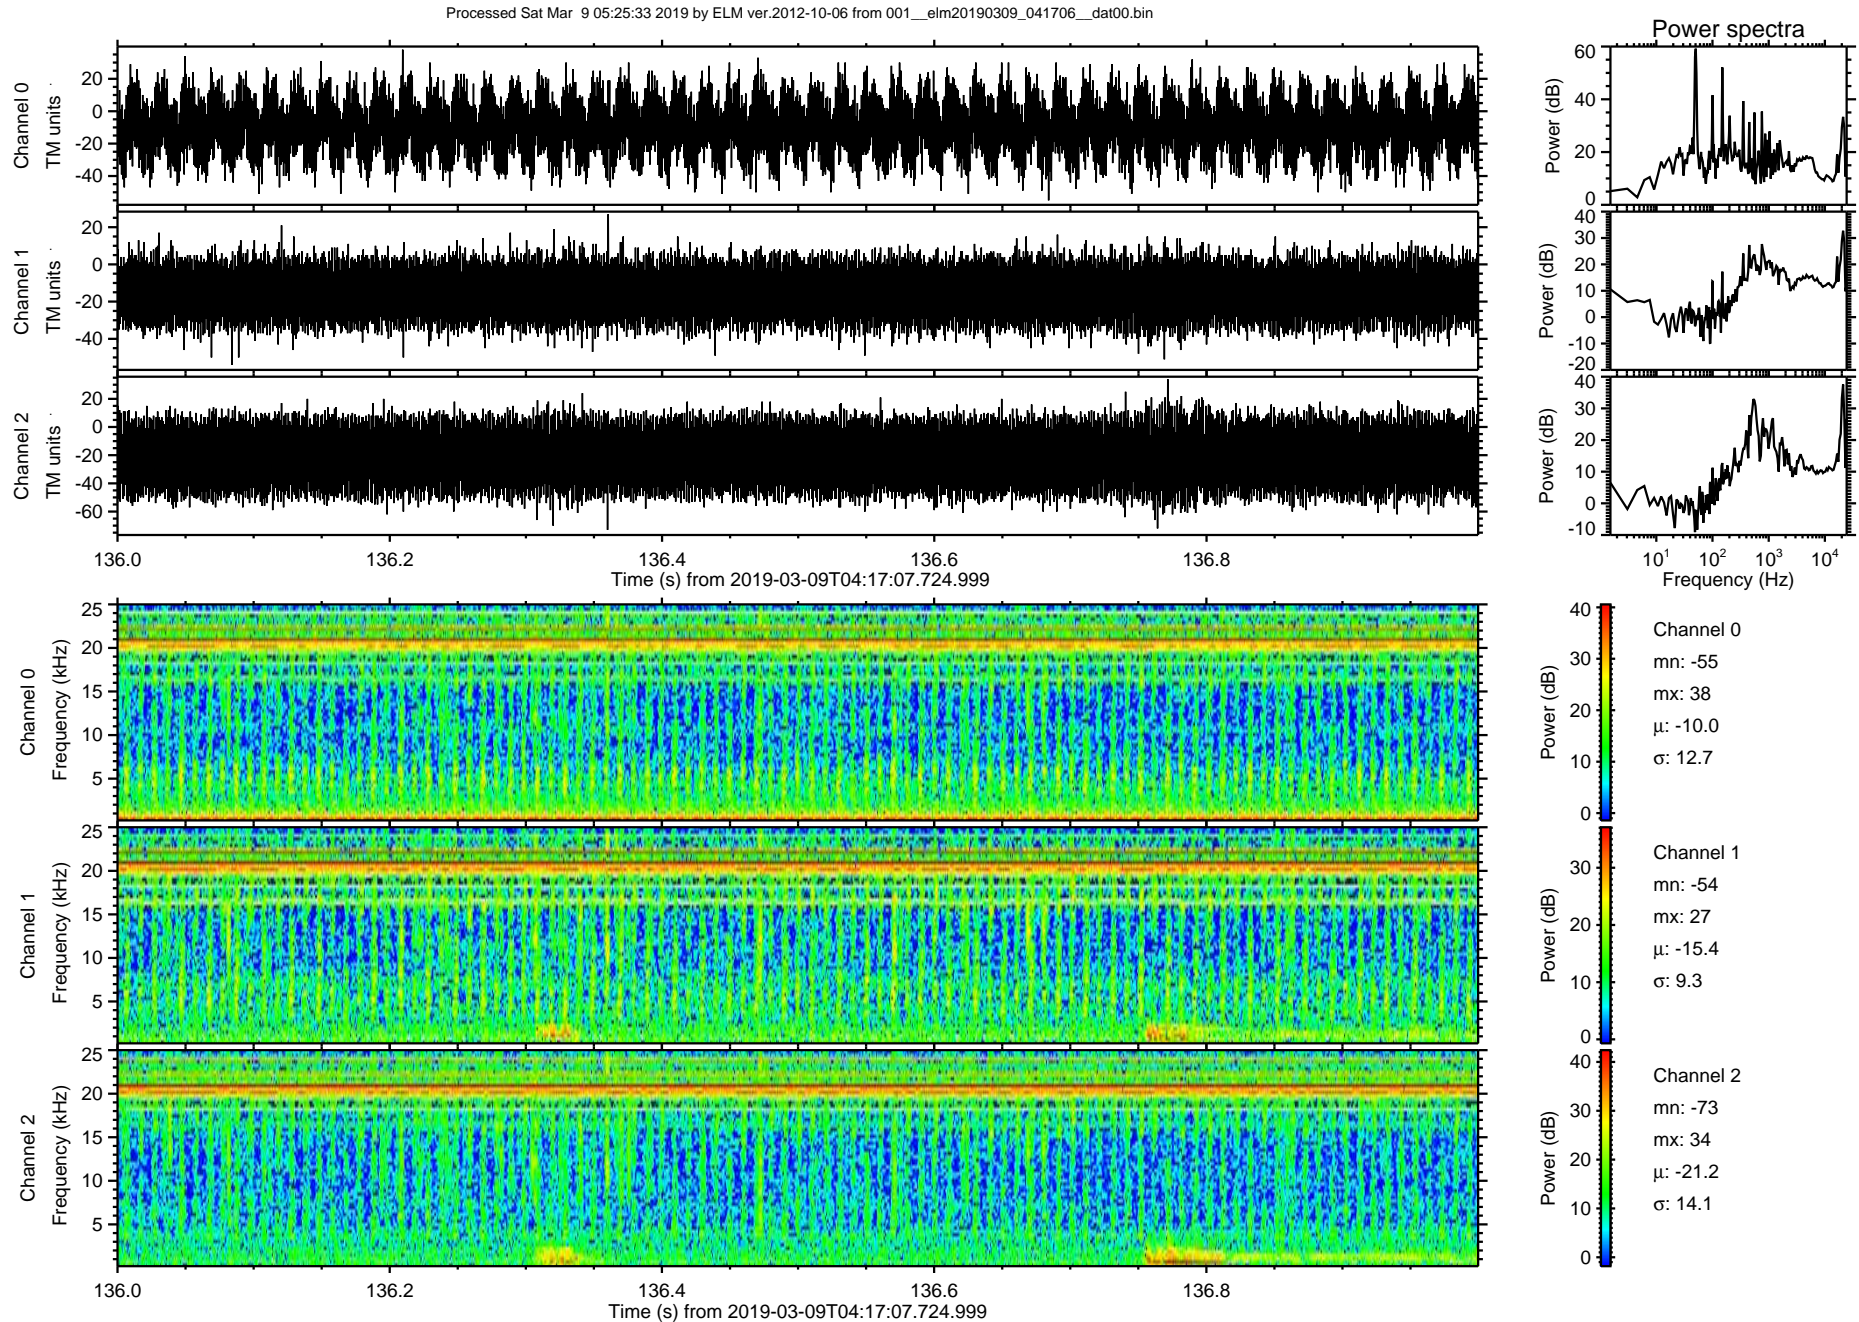 Processed Sat Mar  9 05:25:33 2019 by ELM ver.2012-10-06 from 001__elm20190309_041706__dat00.bin
Power spectra
Channel 0
TM units
20
0
-20
-40
Power (dB)
60
40
20
0
Channel 1
TM units
20
0
-20
-40
Power (dB)
40
30
20
10
0
-10
-20
Channel 2
TM units
20
0
-20
-40
-60
Power (dB)
40
30
20
10
0
-10
136.0 136.2 136.4 136.6 136.8
Time (s) from 2019-03-09T04:17:07.724.999
10¹ 10² 10³ 10⁴
Frequency (Hz)
Channel 0
Frequency (kHz)
25
20
15
10
5
Power (dB)
40
30
20
10
0
Channel 0
mn: -55
mx: 38
μ: -10.0
σ: 12.7
Channel 1
Frequency (kHz)
25
20
15
10
5
Power (dB)
30
20
10
0
Channel 1
mn: -54
mx: 27
μ: -15.4
σ: 9.3
Channel 2
Frequency (kHz)
25
20
15
10
5
Power (dB)
40
30
20
10
0
Channel 2
mn: -73
mx: 34
μ: -21.2
σ: 14.1
136.0 136.2 136.4 136.6 136.8
Time (s) from 2019-03-09T04:17:07.724.999